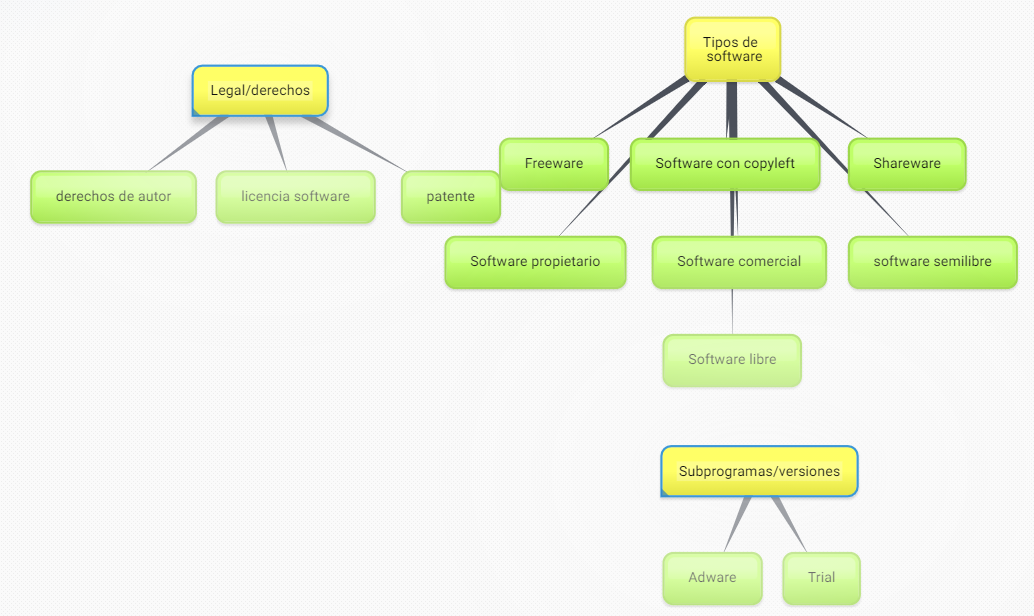 Tipos de
software
Legal/derechos
Freeware
Software con copyleft
Shareware
derechos de autor
licencia software
patente
Software propietario
Software comercial
software semilibre
Software libre
Subprogramas/versiones
Adware
Trial